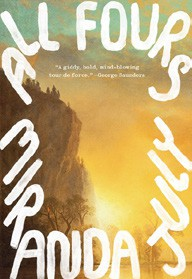 ALL FOURS
"A giddy, bold, mind-blowing
tour de force." —George Saunders
MIRANDA JULY